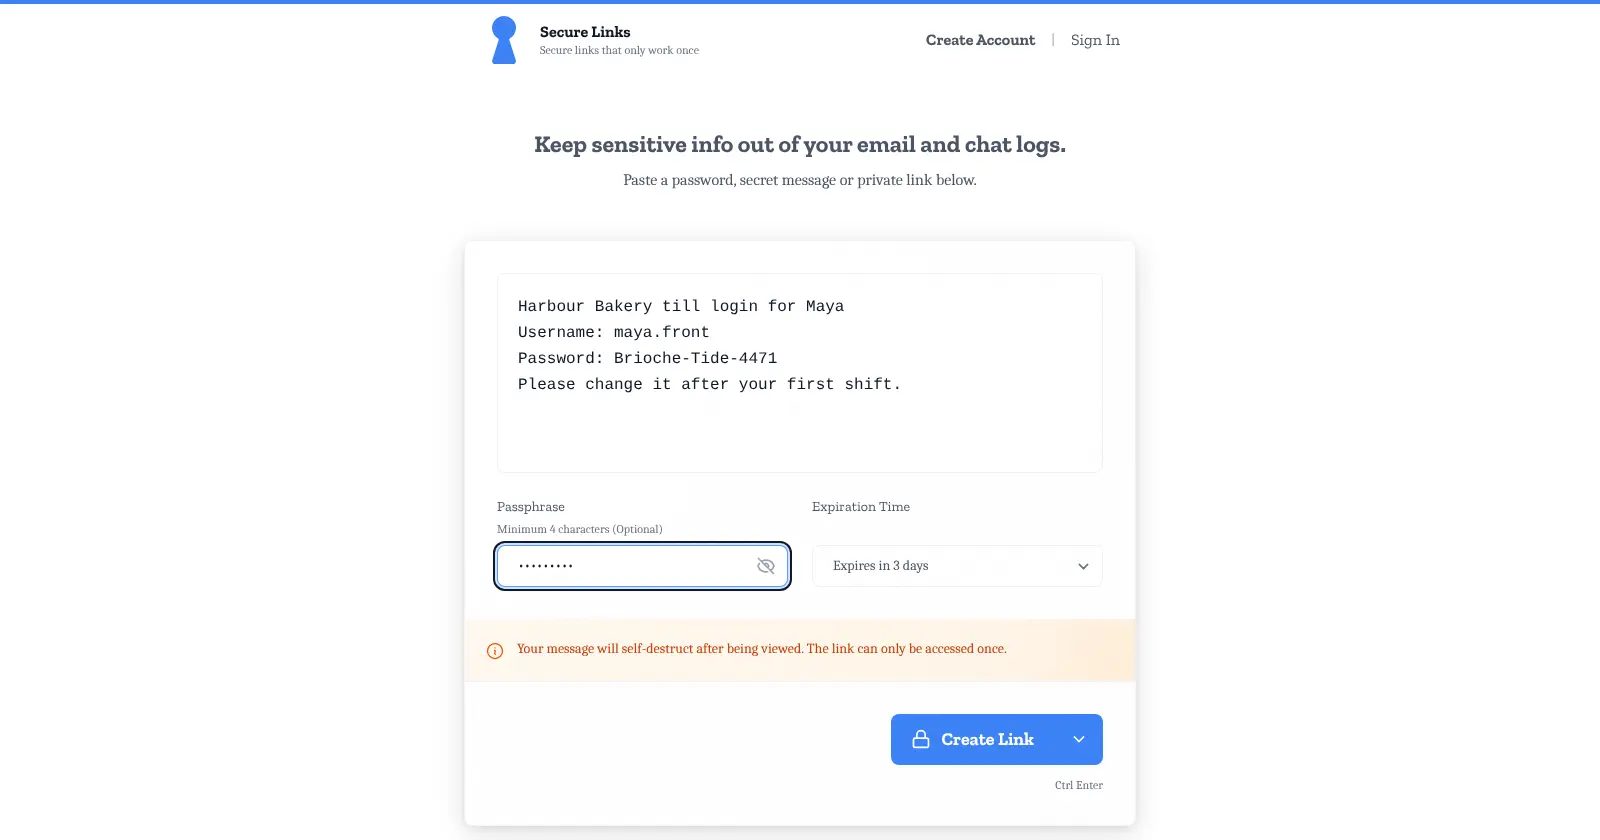 Secure Links
Secure links that only work once
Create Account | Sign In
Keep sensitive info out of your email and chat logs.
Paste a password, secret message or private link below.
Harbour Bakery till login for Maya
Username: maya.front
Password: Brioche-Tide-4471
Please change it after your first shift.
Passphrase
Minimum 4 characters (Optional)
•••••••••
Expiration Time
Expires in 3 days
Your message will self-destruct after being viewed. The link can only be accessed once.
Create Link
Ctrl Enter